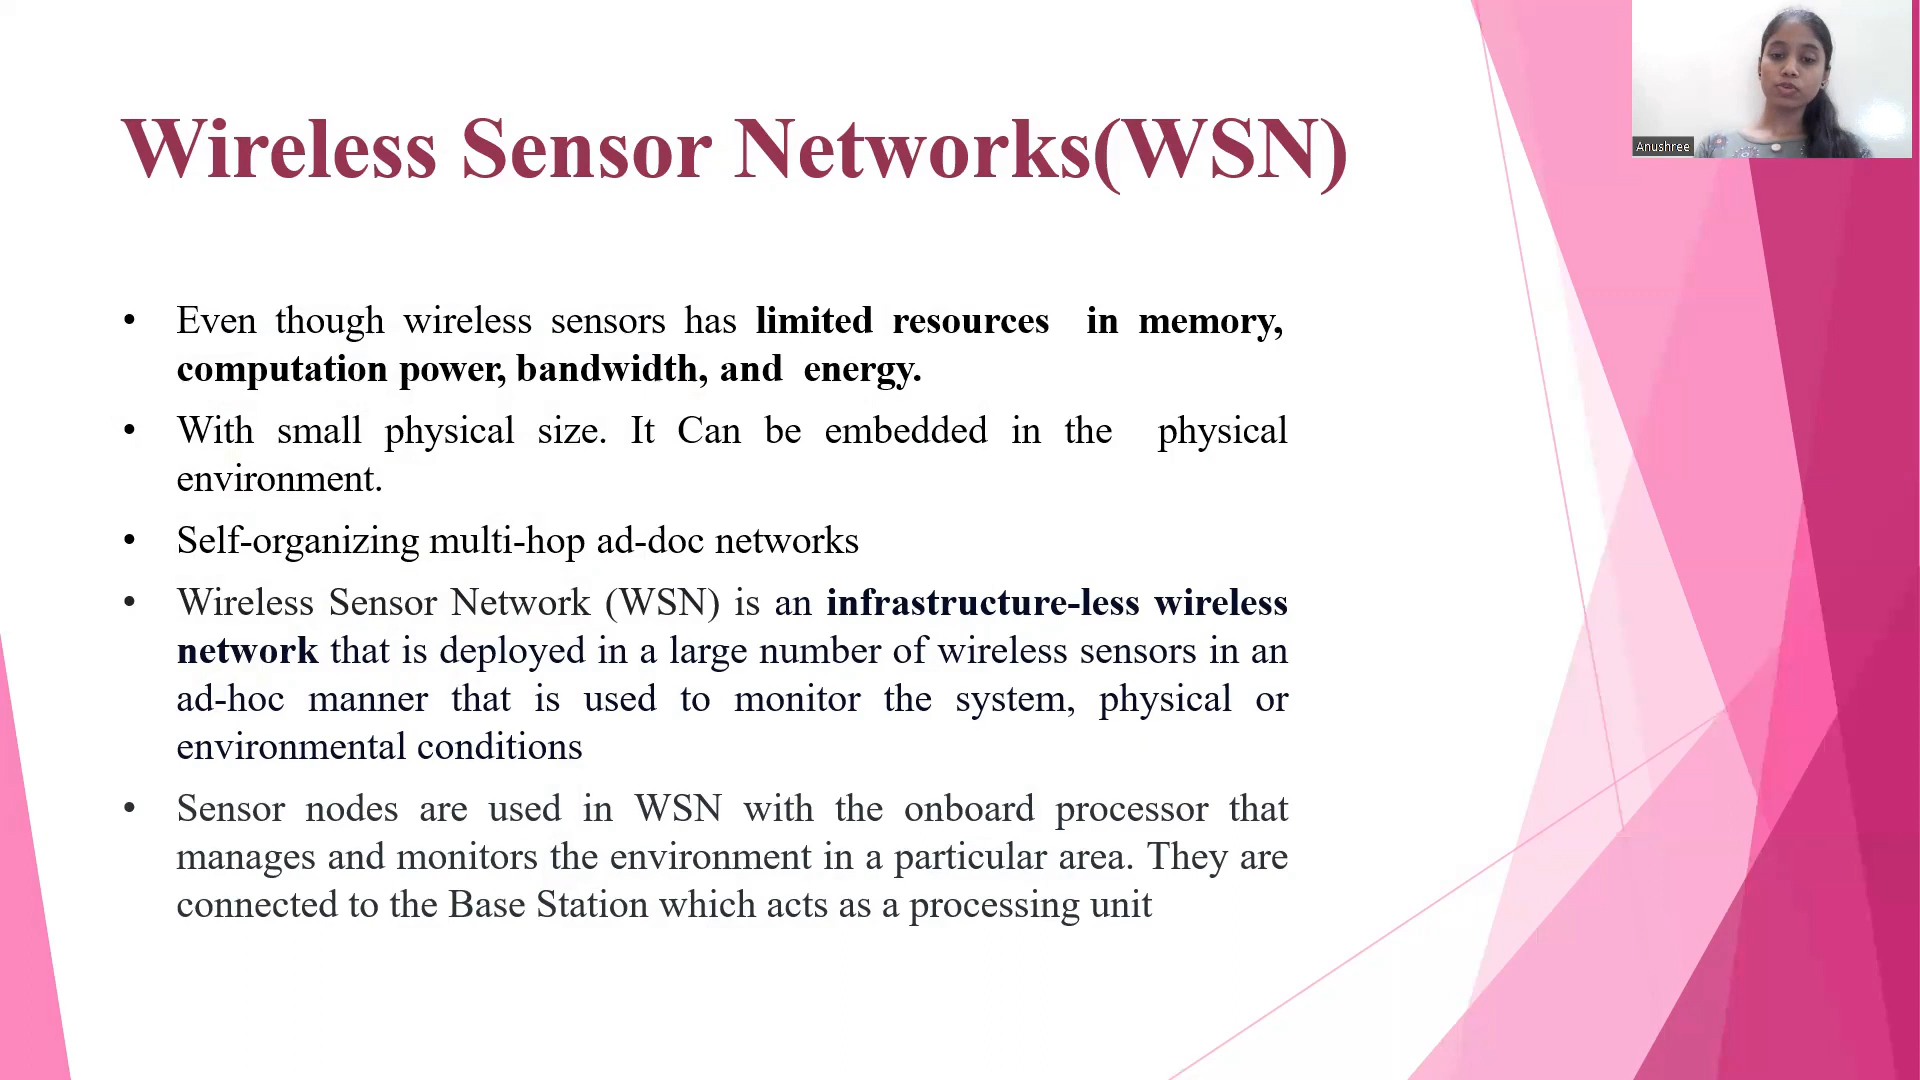 Wireless Sensor Networks(WSN)
Anushree
• Even though wireless sensors has limited resources in memory,
computation power, bandwidth, and energy.
• With small physical size. It Can be embedded in the physical
environment.
• Self-organizing multi-hop ad-doc networks
• Wireless Sensor Network (WSN) is an infrastructure-less wireless
network that is deployed in a large number of wireless sensors in an
ad-hoc manner that is used to monitor the system, physical or
environmental conditions
• Sensor nodes are used in WSN with the onboard processor that
manages and monitors the environment in a particular area. They are
connected to the Base Station which acts as a processing unit